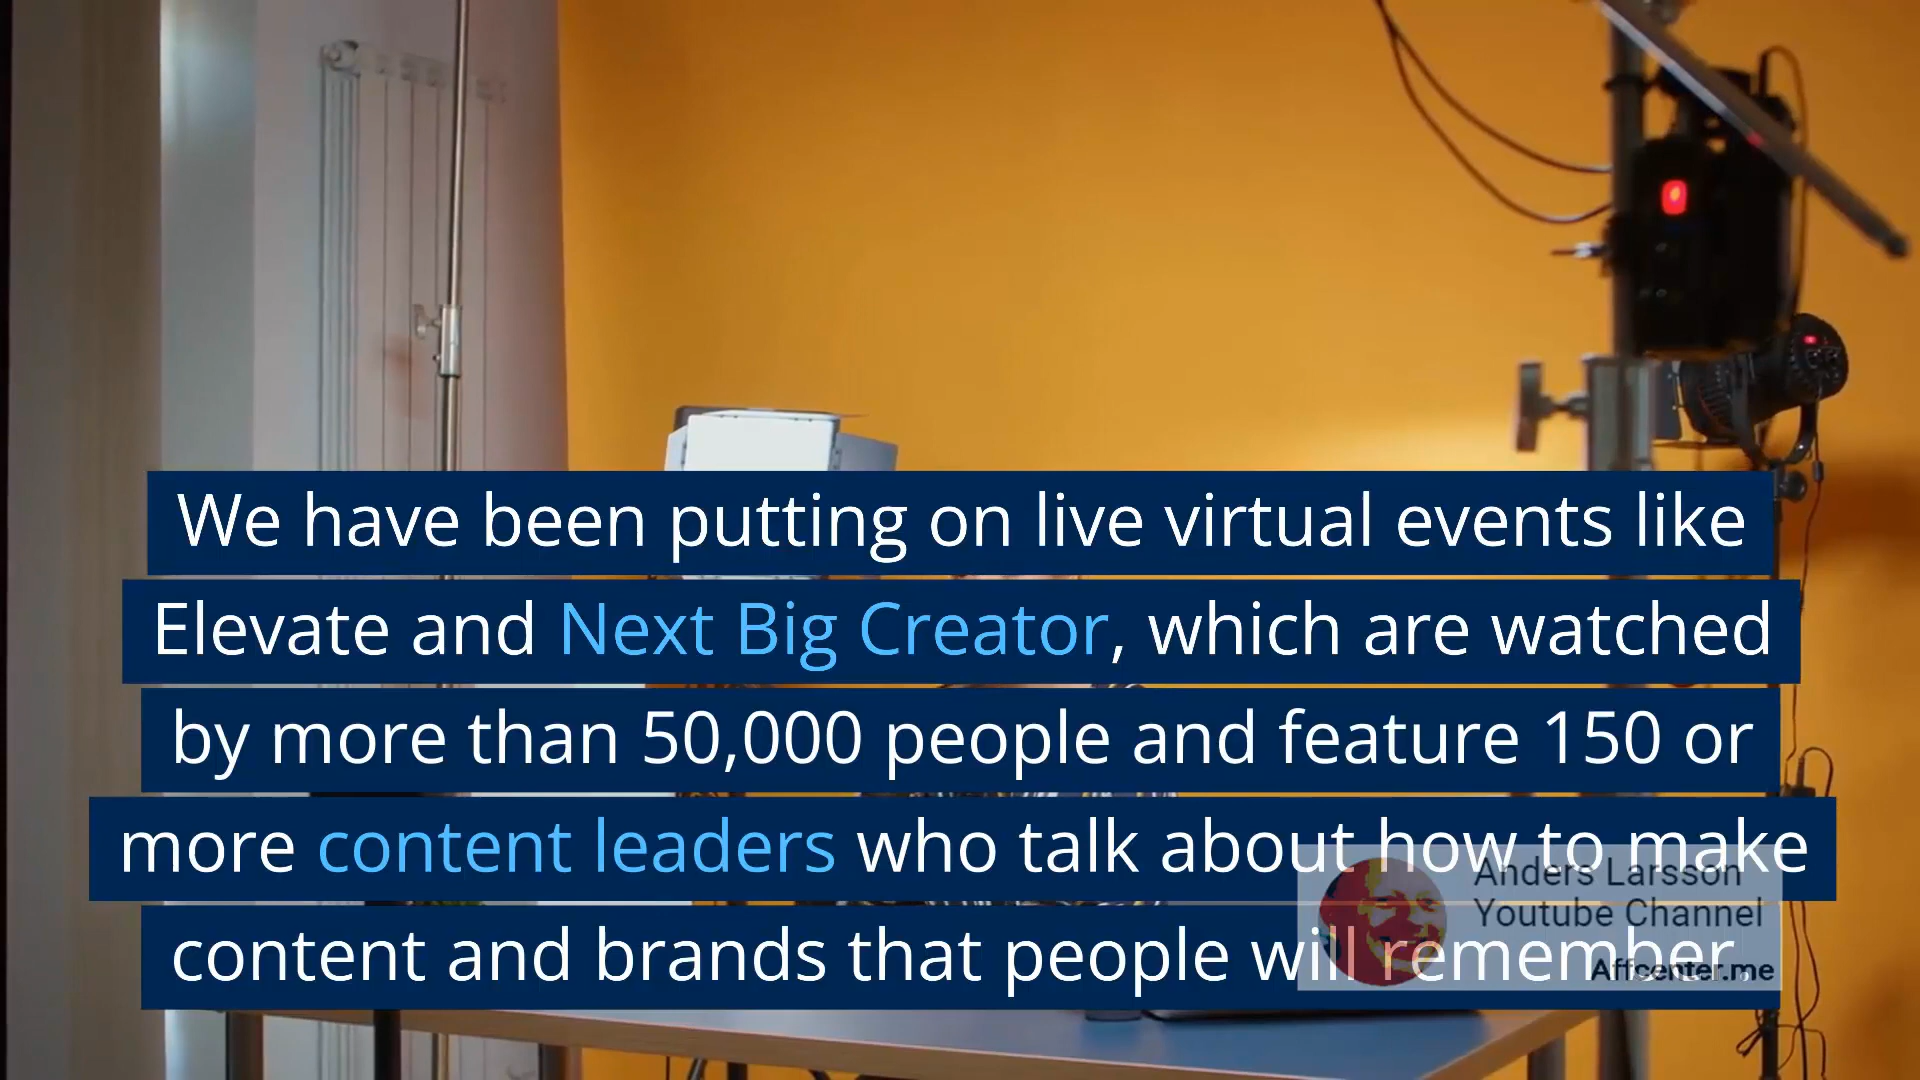 We have been putting on live virtual events like
Elevate and Next Big Creator, which are watched
by more than 50,000 people and feature 150 or
more content leaders who talk about how to make
content and brands that people will remember.
Anders Larsson
Youtube Channel
Affcenter.me